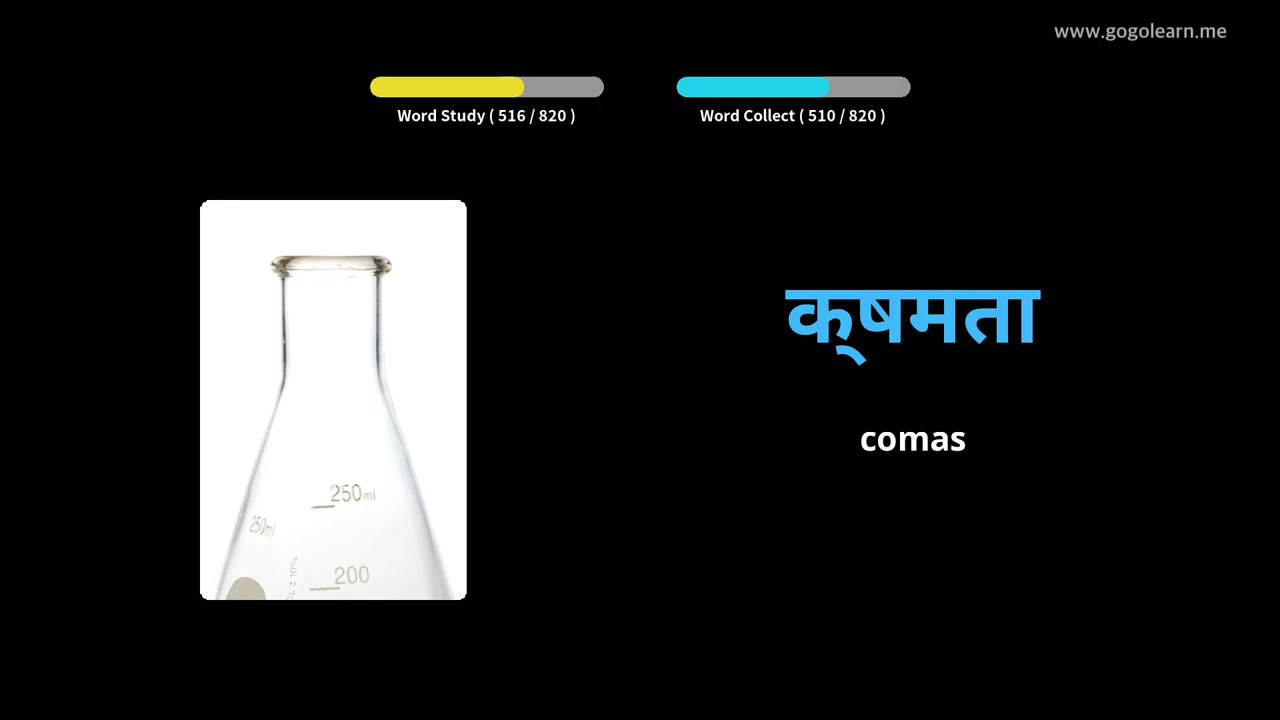 www.gogolearn.me
Word Study ( 516 / 820 )
Word Collect ( 510 / 820 )
क्षमता
comas
250ml
250ml
200